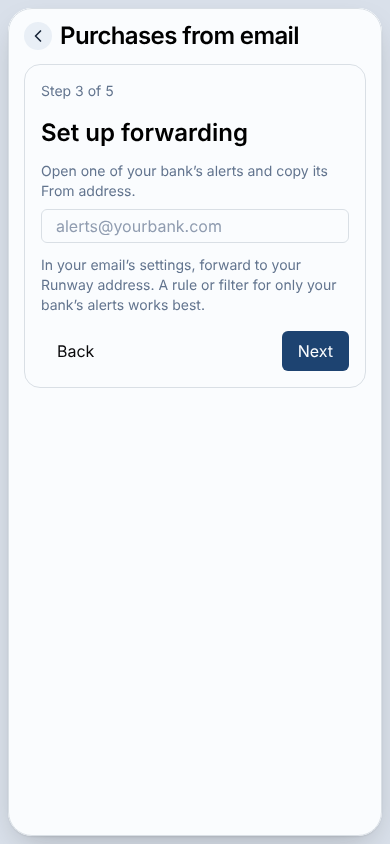 Purchases from email
Step 3 of 5
Set up forwarding
Open one of your bank’s alerts and copy its
From address.
alerts@yourbank.com
In your email’s settings, forward to your
Runway address. A rule or filter for only your
bank’s alerts works best.
Back
Next